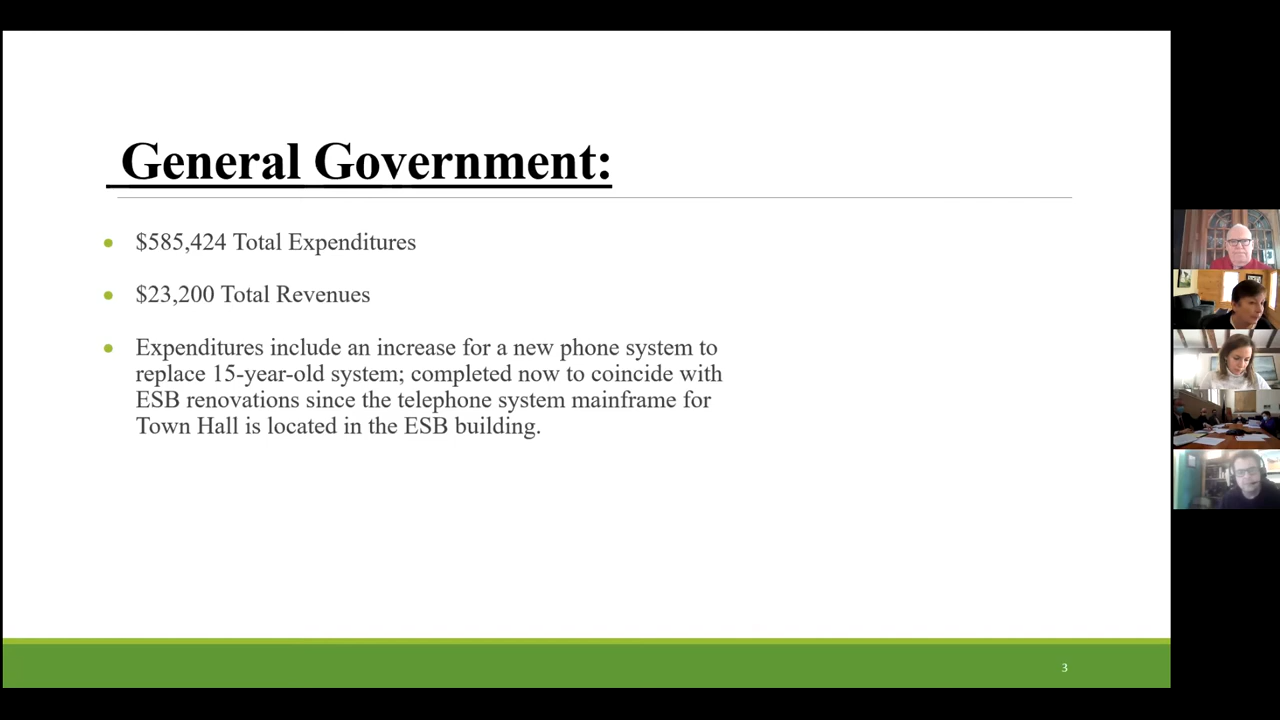 General Government:
• $585,424 Total Expenditures
• $23,200 Total Revenues
• Expenditures include an increase for a new phone system to
replace 15-year-old system; completed now to coincide with
ESB renovations since the telephone system mainframe for
Town Hall is located in the ESB building.
3